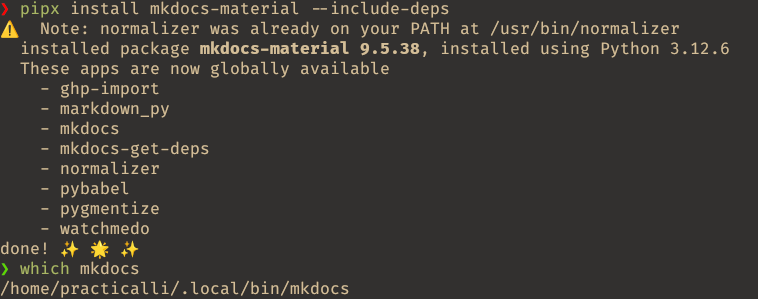 ❯ pipx install mkdocs-material --include-deps
⚠️  Note: normalizer was already on your PATH at /usr/bin/normalizer
  installed package mkdocs-material 9.5.38, installed using Python 3.12.6
  These apps are now globally available
    - ghp-import
    - markdown_py
    - mkdocs
    - mkdocs-get-deps
    - normalizer
    - pybabel
    - pygmentize
    - watchmedo
done! ✨ 🌟 ✨
❯ which mkdocs
/home/practicalli/.local/bin/mkdocs